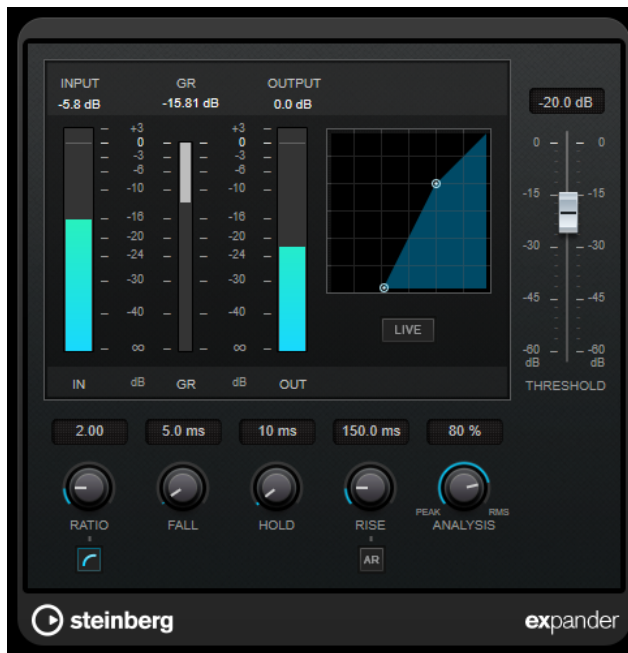 INPUT GR OUTPUT
-5.8 dB -15.81 dB 0.0 dB
-20.0 dB
+3 +3
0 0
-3 -3
-6 -6
-10 -10
-16 -16
-20 -20
-24 -24
-30 -30
-40 -40
∞ ∞
IN dB GR dB OUT
LIVE
0 0
-15 -15
-30 -30
-45 -45
-60 -60
dB dB
THRESHOLD
2.00 5.0 ms 10 ms 150.0 ms 80 %
PEAK RMS
RATIO FALL HOLD RISE ANALYSIS
AR
steinberg
expander